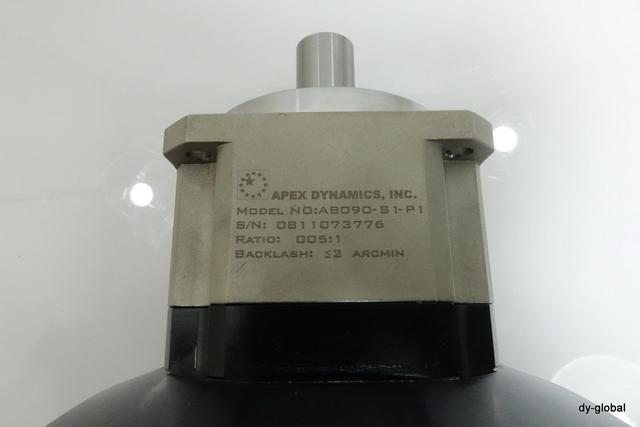 APEX DYNAMICS, INC.
MODEL NO:AB090-S1-P1
S/N: 0811073776
RATIO: 005:1
BACKLASH: ≤2 ARCMIN
dy-global